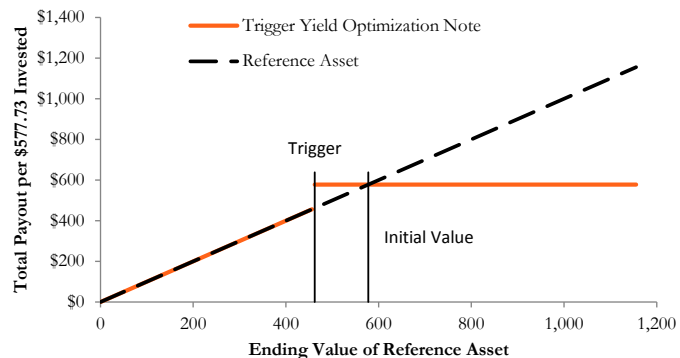 Total Payout per $577.73 Invested
$1,400
$1,200
$1,000
$800
$600
$400
$200
$0
Trigger Yield Optimization Note
Reference Asset
Trigger
Initial Value
0
200
400
600
800
1,000
1,200
Ending Value of Reference Asset